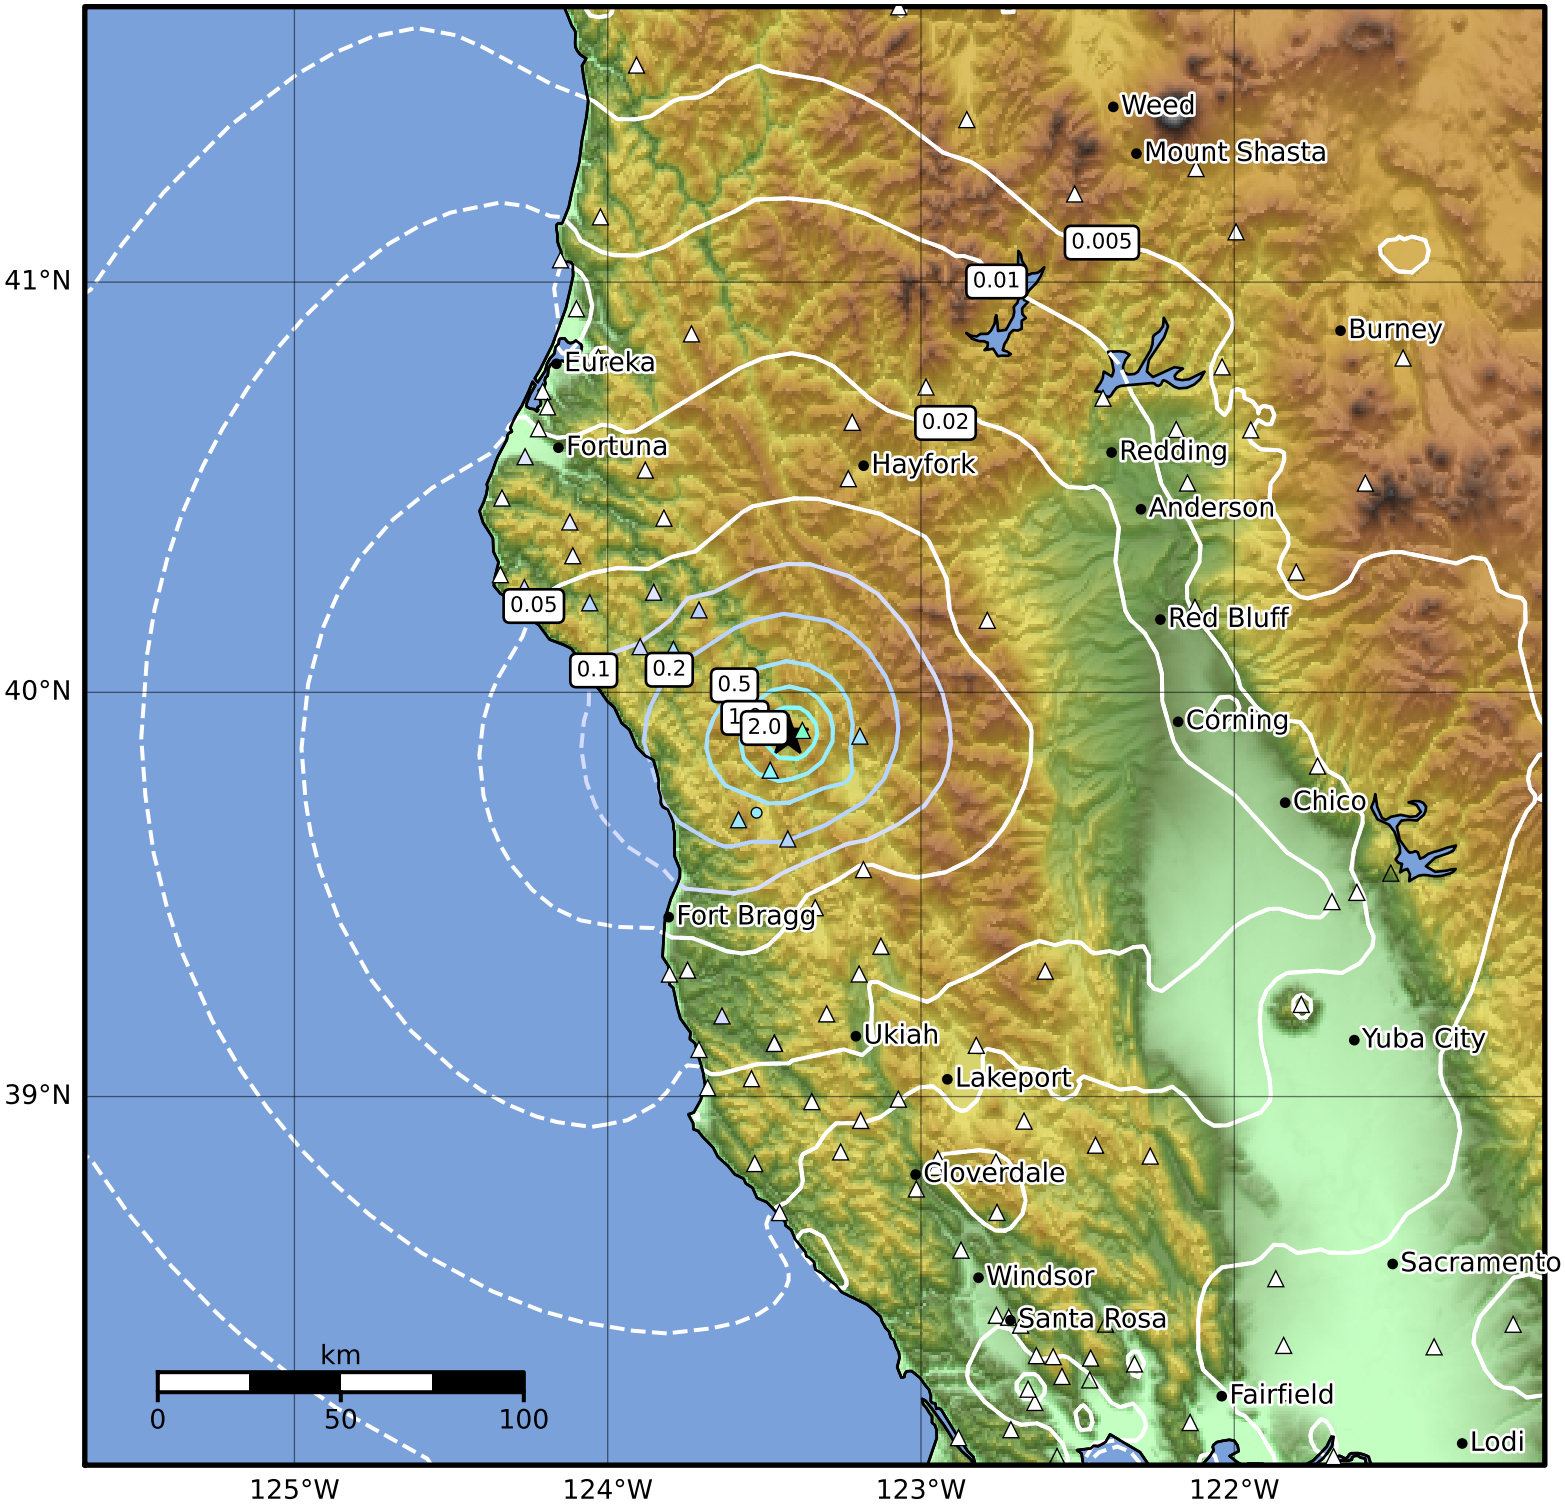 Weed
Mount Shasta
0.005
41°N
0.01
Burney
Eureka
0.02
Fortuna
Hayfork
Redding
Anderson
0.05
Red Bluff
0.1
0.2
0.5
40°N
2.0
Corning
Chico
Fort Bragg
Ukiah
Yuba City
Lakeport
39°N
Cloverdale
Sacramento
Windsor
Santa Rosa
km
Fairfield
0 50 100
Lodi
125°W 124°W 123°W 122°W